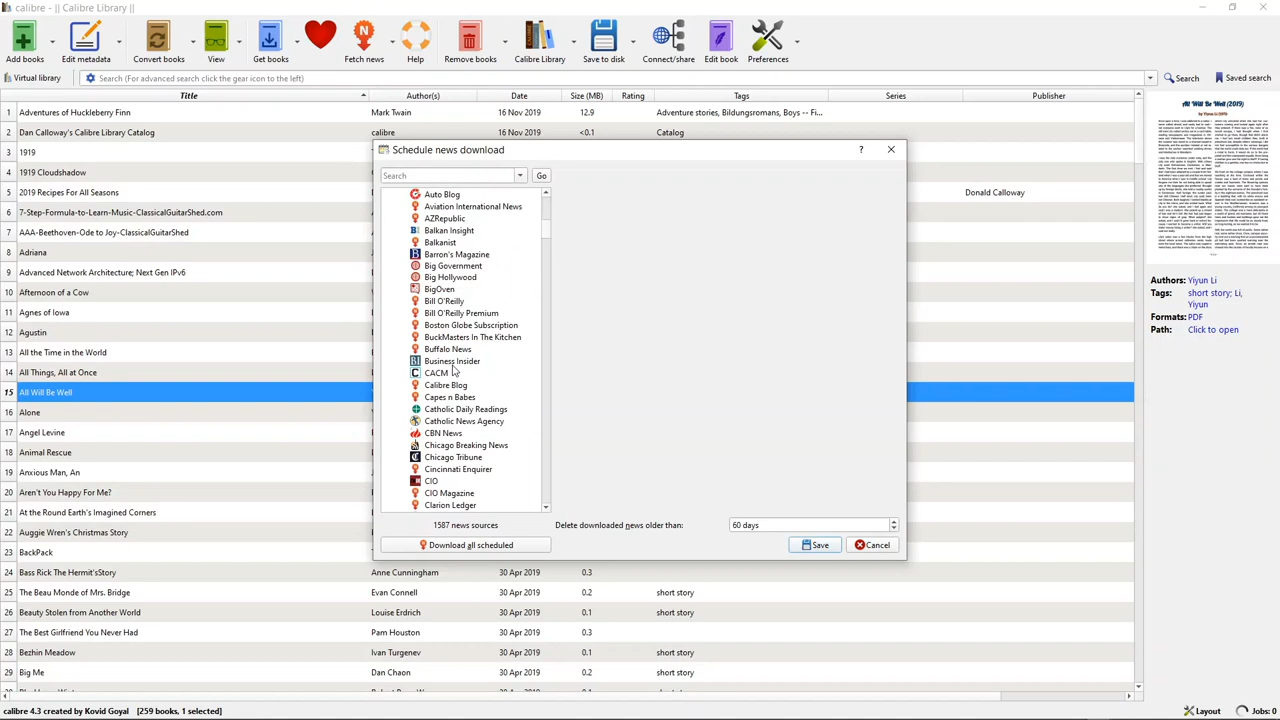 calibre - || Calibre Library ||
Add books
Edit metadata
Convert books
View
Get books
Fetch news
Help
Remove books
Calibre Library
Save to disk
Connect/share
Edit book
Preferences
Virtual library
Search (For advanced search click the gear icon to the left)
Search
Saved search
Title Author(s) Date Size (MB) Rating Tags Series Publisher
1 Adventures of Huckleberry Finn Mark Twain 16 Nov 2019 12.9 Adventure stories, Bildungsromans, Boys -- Fi...
2 Dan Calloway's Calibre Library Catalog calibre 16 Nov 2019 <0.1 Catalog
3 1919
4 1919 Cloudshadow
5 2019 Recipes For All Seasons Calloway
6 7-Step-Formula-to-Learn-Music-ClassicalGuitarShed.com
7 AAA-Beethoven-Ode to Joy-ClassicalGuitarShed
8 Adriana
9 Advanced Network Architecture; Next Gen IPv6
10 Afternoon of a Cow
11 Agnes of Iowa
12 Agustin
13 All the Time in the World
14 All Things, All at Once
15 All Will Be Well
16 Alone
17 Angel Levine
18 Animal Rescue
19 Anxious Man, An
20 Aren't You Happy For Me?
21 At the Round Earth's Imagined Corners
22 Auggie Wren's Christmas Story
23 BackPack
24 Bass Rick The Hermit'sStory Anne Cunningham 30 Apr 2019 0.3
25 The Beau Monde of Mrs. Bridge Evan Connell 30 Apr 2019 0.2 short story
26 Beauty Stolen from Another World Louise Erdrich 30 Apr 2019 0.1 short story
27 The Best Girlfriend You Never Had Pam Houston 30 Apr 2019 0.3
28 Bezhin Meadow Ivan Turgenev 30 Apr 2019 0.1 short story
29 Big Me Dan Chaon 30 Apr 2019 0.2 short story
Schedule news download
?
Search
Go
Auto Blog
Aviation International Ne
AZRepublic
Balkan Insight
Balkanist
Barron's Magazine
Big Government
Big Hollywood
BigOven
Bill O'Reilly
Bill O'Reilly Premium
Boston Globe Subscription
BuckMasters In The Kitchen
Buffalo News
Business Insider
CACM
Calibre Blog
Capes n Babes
Catholic Daily Readings
Catholic News Agency
CBN News
Chicago Breaking News
Chicago Tribune
Cincinnati Enquirer
CIO
CIO Magazine
Clarion Ledger
1587 news sources
Delete downloaded news older than:
60 days
Download all scheduled
Save
Cancel
All Will Be Well (2019)
by Yiyun Li (1973)
Authors: Yiyun Li
Tags: short story; Li,
Yiyun
Formats: PDF
Path: Click to open
calibre 4.3 created by Kovid Goyal [259 books, 1 selected]
Layout
Jobs: 0